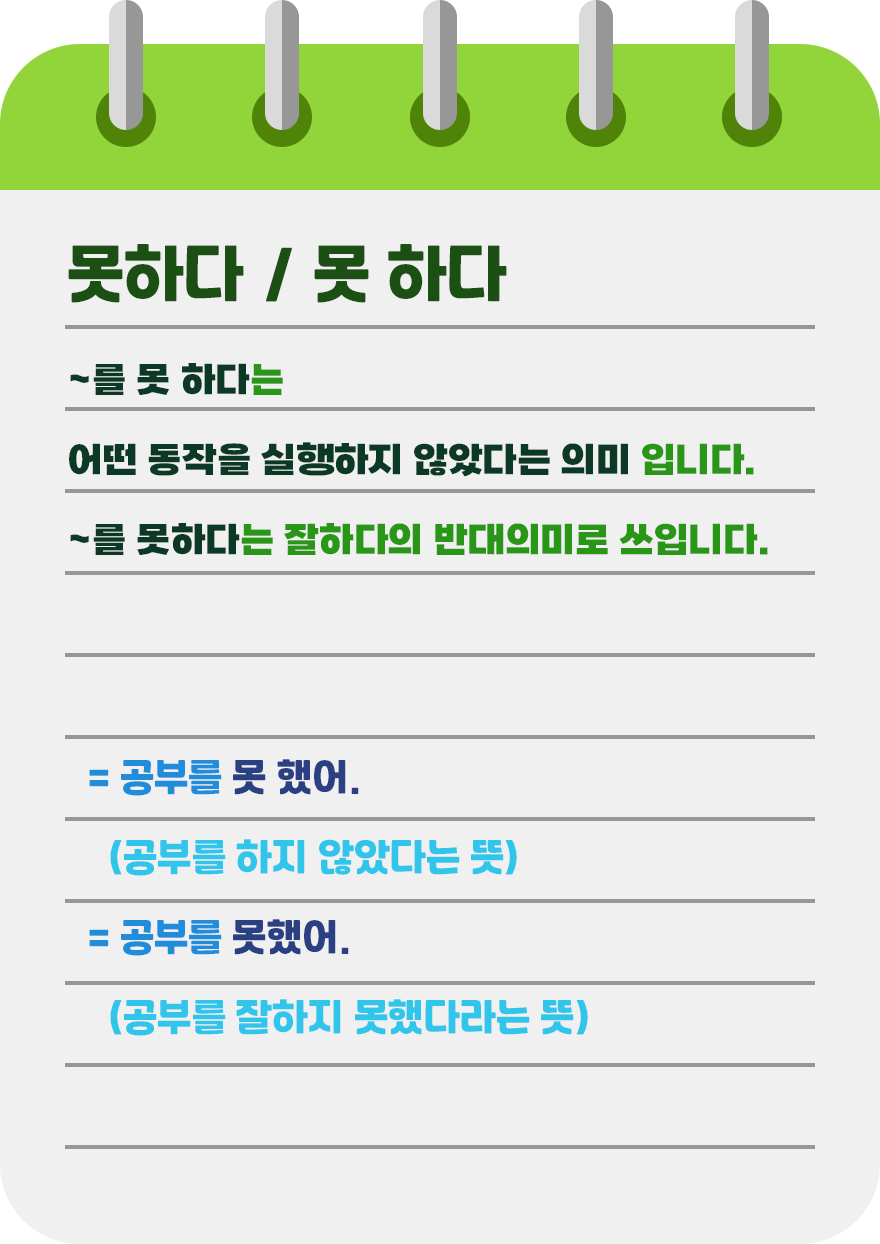 못하다 / 못 하다
~를 못 하다는
어떤 동작을 실행하지 않았다는 의미 입니다.
~를 못하다는 잘하다의 반대의미로 쓰입니다.
= 공부를 못 했어.
(공부를 하지 않았다는 뜻)
= 공부를 못했어.
(공부를 잘하지 못했다라는 뜻)